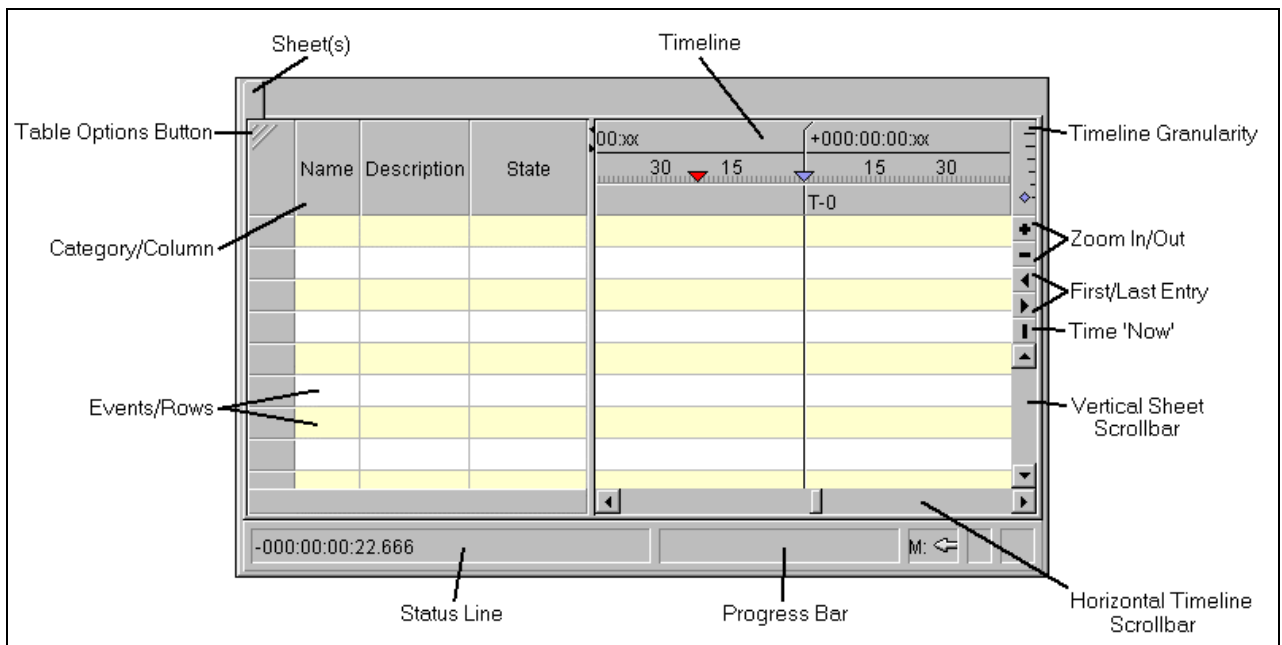 Sheet(s)
Timeline
Table Options Button
Timeline Granularity
00:xx
+000:00:00:xx
Name
Description
State
30
15
15
30
T-0
Category/Column
Zoom In/Out
First/Last Entry
Time 'Now'
Events/Rows
Vertical Sheet
Scrollbar
-000:00:00:22.666
M:
Status Line
Progress Bar
Horizontal Timeline
Scrollbar